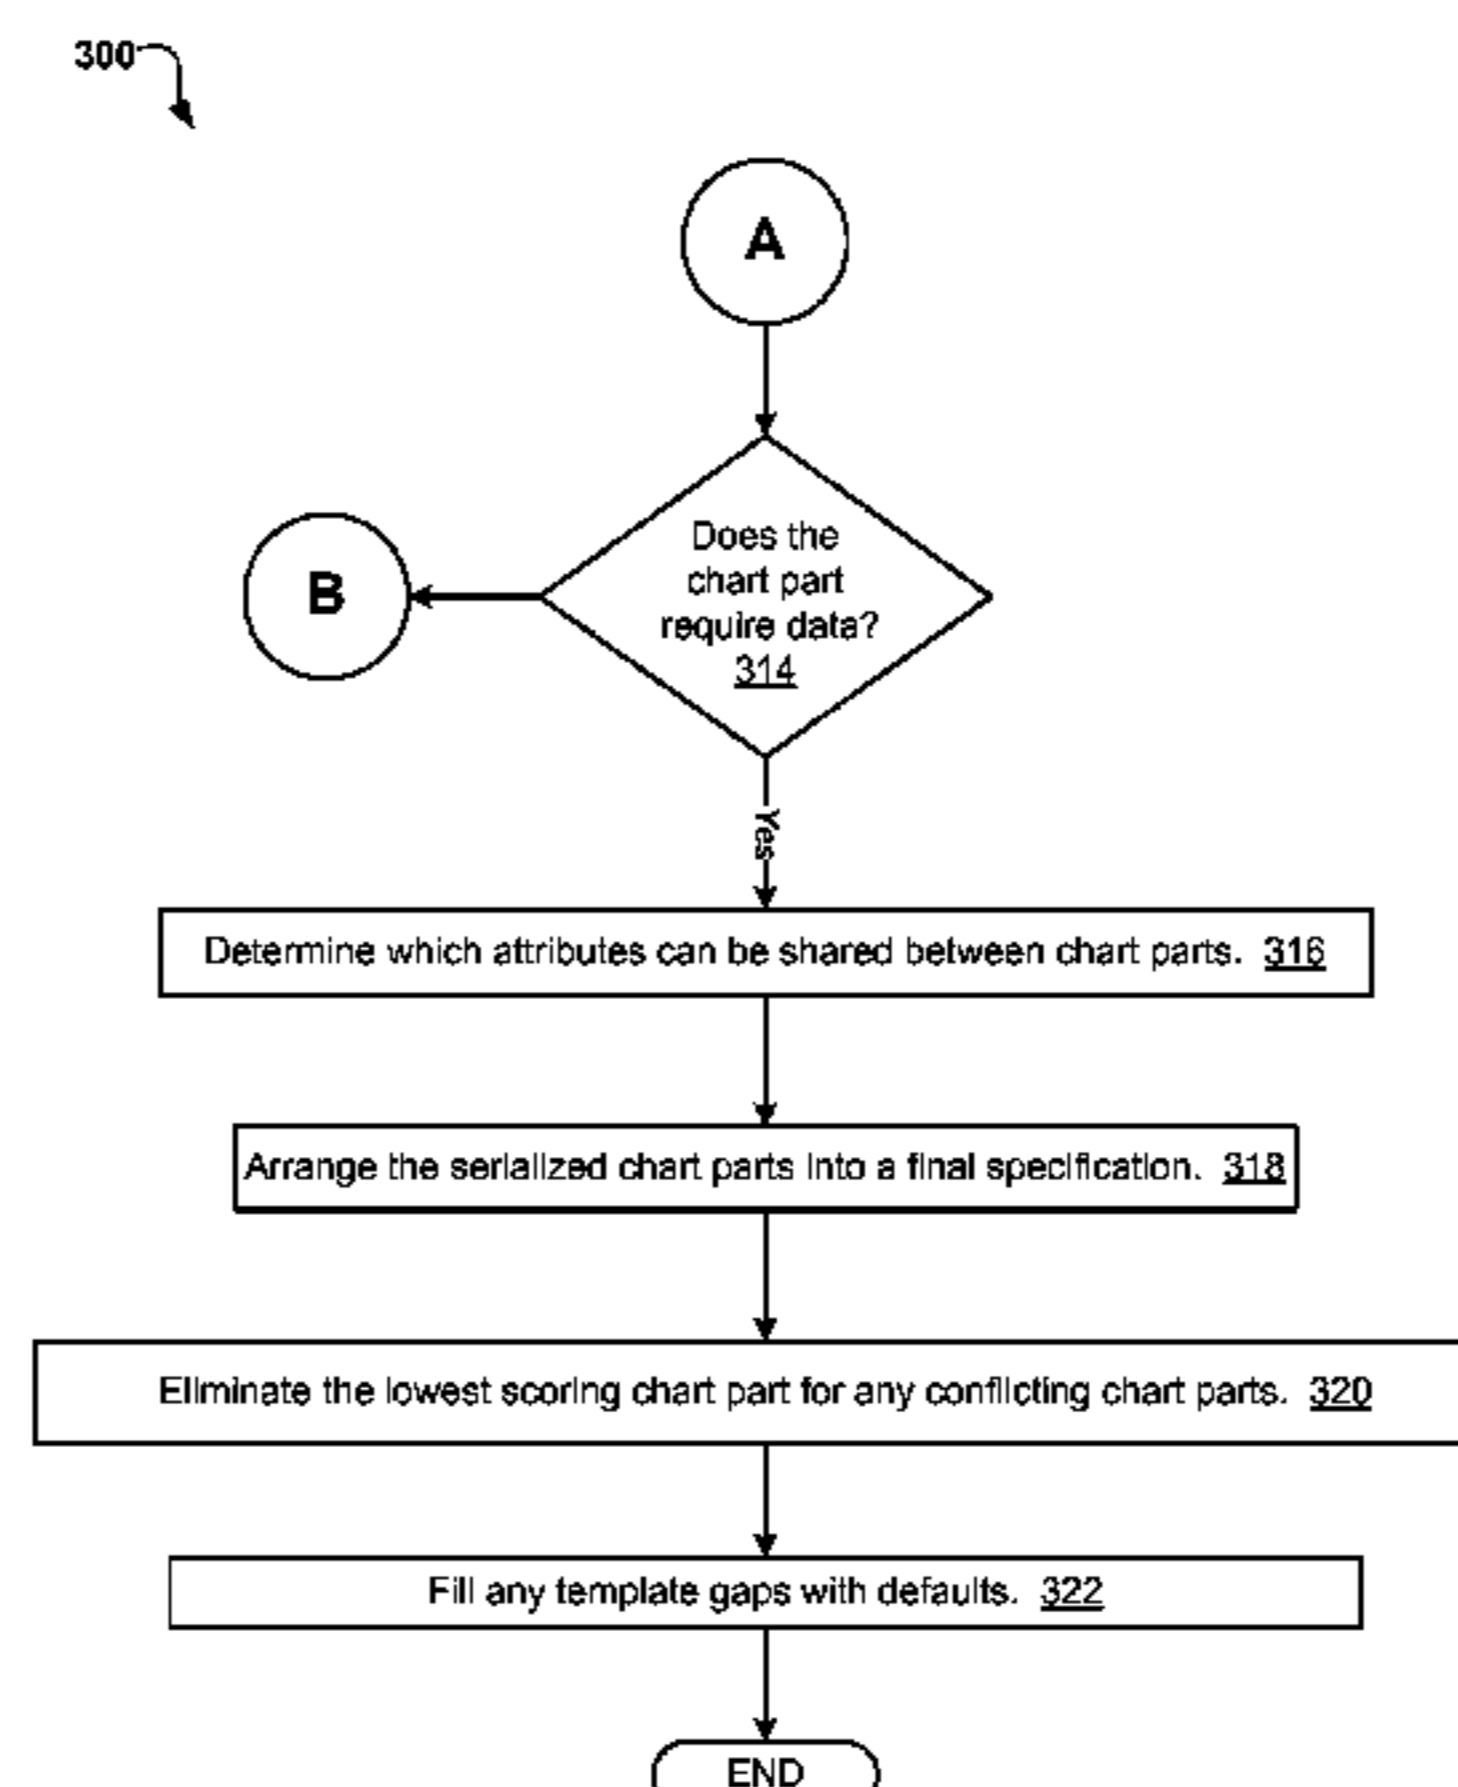 300
A
B
Does the
chart part
require data?
314
Yes
Determine which attributes can be shared between chart parts. 316
Arrange the serialized chart parts into a final specification. 318
Eliminate the lowest scoring chart part for any conflicting chart parts. 320
Fill any template gaps with defaults. 322
END